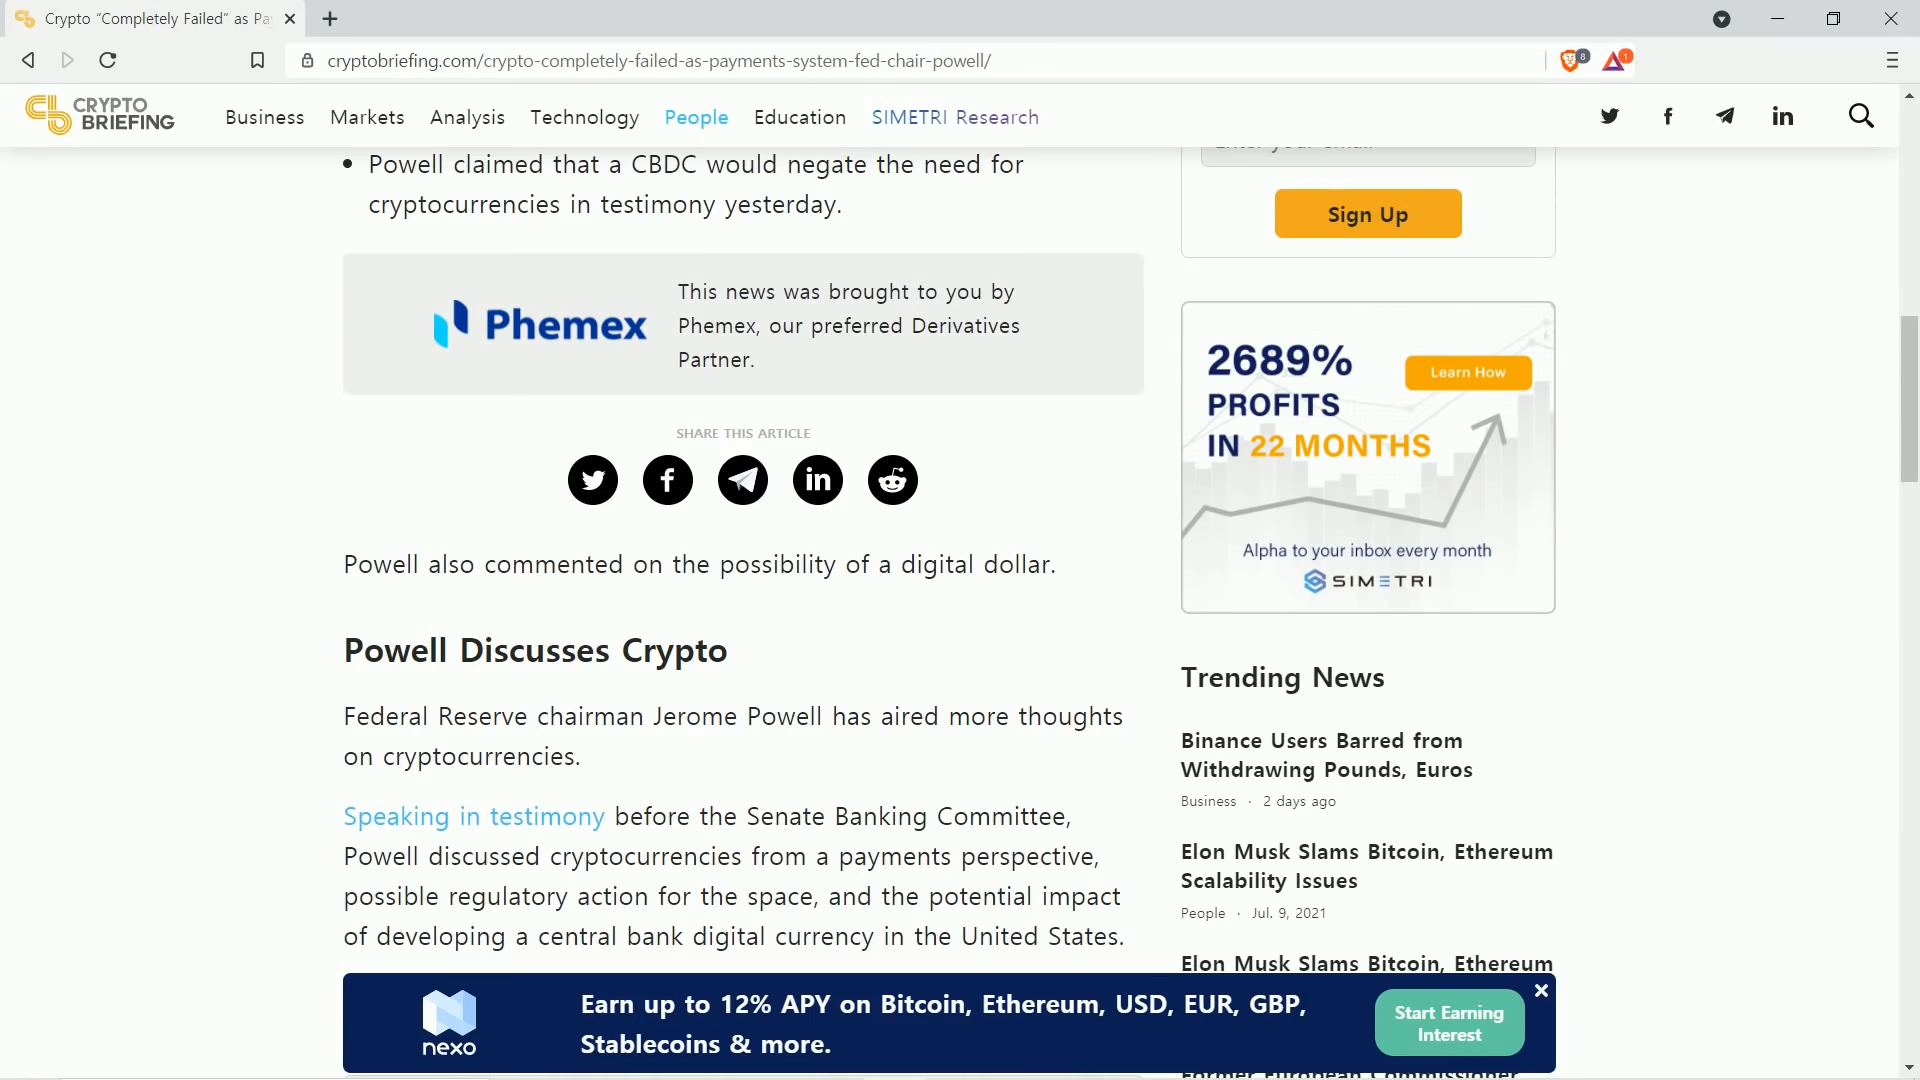 Crypto “Completely Failed” as Pa
cryptobriefing.com/crypto-completely-failed-as-payments-system-fed-chair-powell/
8
1
CRYPTO
BRIEFING
Business Markets Analysis Technology People Education SIMETRI Research
• Powell claimed that a CBDC would negate the need for
cryptocurrencies in testimony yesterday.
Phemex
This news was brought to you by
Phemex, our preferred Derivatives
Partner.
SHARE THIS ARTICLE
Powell also commented on the possibility of a digital dollar.
Powell Discusses Crypto
Federal Reserve chairman Jerome Powell has aired more thoughts
on cryptocurrencies.
Speaking in testimony before the Senate Banking Committee,
Powell discussed cryptocurrencies from a payments perspective,
possible regulatory action for the space, and the potential impact
of developing a central bank digital currency in the United States.
Enter your email
Sign Up
2689%
PROFITS
IN 22 MONTHS
Learn How
Alpha to your inbox every month
SIMETRI
Trending News
Binance Users Barred from
Withdrawing Pounds, Euros
Business · 2 days ago
Elon Musk Slams Bitcoin, Ethereum
Scalability Issues
People · Jul. 9, 2021
Elon Musk Slams Bitcoin, Ethereum
nexo
Earn up to 12% APY on Bitcoin, Ethereum, USD, EUR, GBP,
Stablecoins & more.
Start Earning
Interest
Former European Commissioner